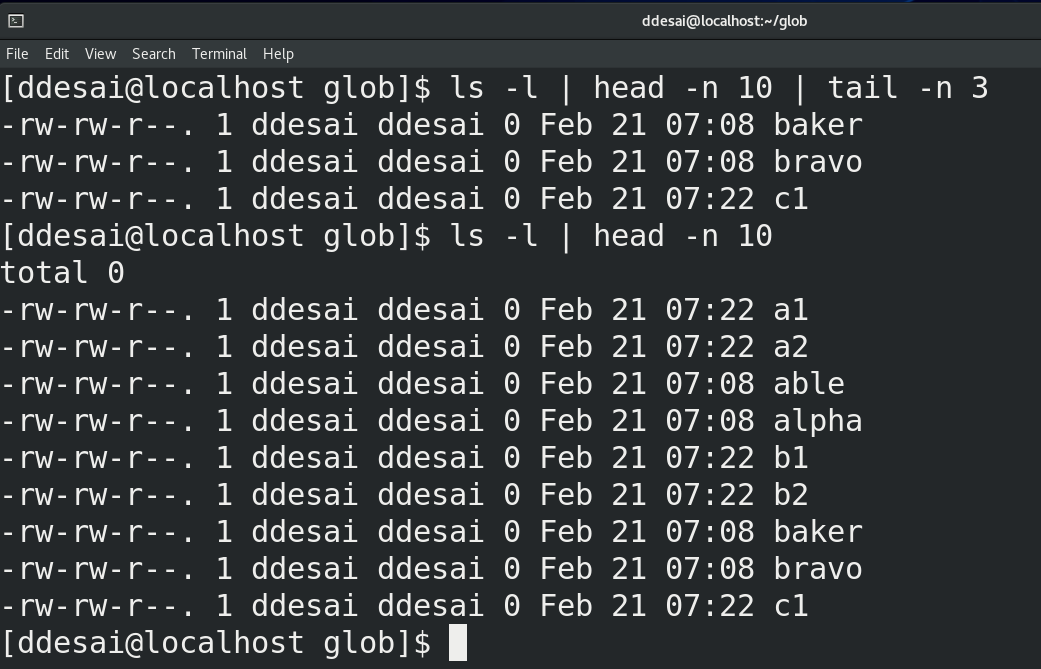 ddesai@localhost:~/glob
File Edit View Search Terminal Help
[ddesai@localhost glob]$ ls -l | head -n 10 | tail -n 3
-rw-rw-r--. 1 ddesai ddesai 0 Feb 21 07:08 baker
-rw-rw-r--. 1 ddesai ddesai 0 Feb 21 07:08 bravo
-rw-rw-r--. 1 ddesai ddesai 0 Feb 21 07:22 c1
[ddesai@localhost glob]$ ls -l | head -n 10
total 0
-rw-rw-r--. 1 ddesai ddesai 0 Feb 21 07:22 a1
-rw-rw-r--. 1 ddesai ddesai 0 Feb 21 07:22 a2
-rw-rw-r--. 1 ddesai ddesai 0 Feb 21 07:08 able
-rw-rw-r--. 1 ddesai ddesai 0 Feb 21 07:08 alpha
-rw-rw-r--. 1 ddesai ddesai 0 Feb 21 07:22 b1
-rw-rw-r--. 1 ddesai ddesai 0 Feb 21 07:22 b2
-rw-rw-r--. 1 ddesai ddesai 0 Feb 21 07:08 baker
-rw-rw-r--. 1 ddesai ddesai 0 Feb 21 07:08 bravo
-rw-rw-r--. 1 ddesai ddesai 0 Feb 21 07:22 c1
[ddesai@localhost glob]$